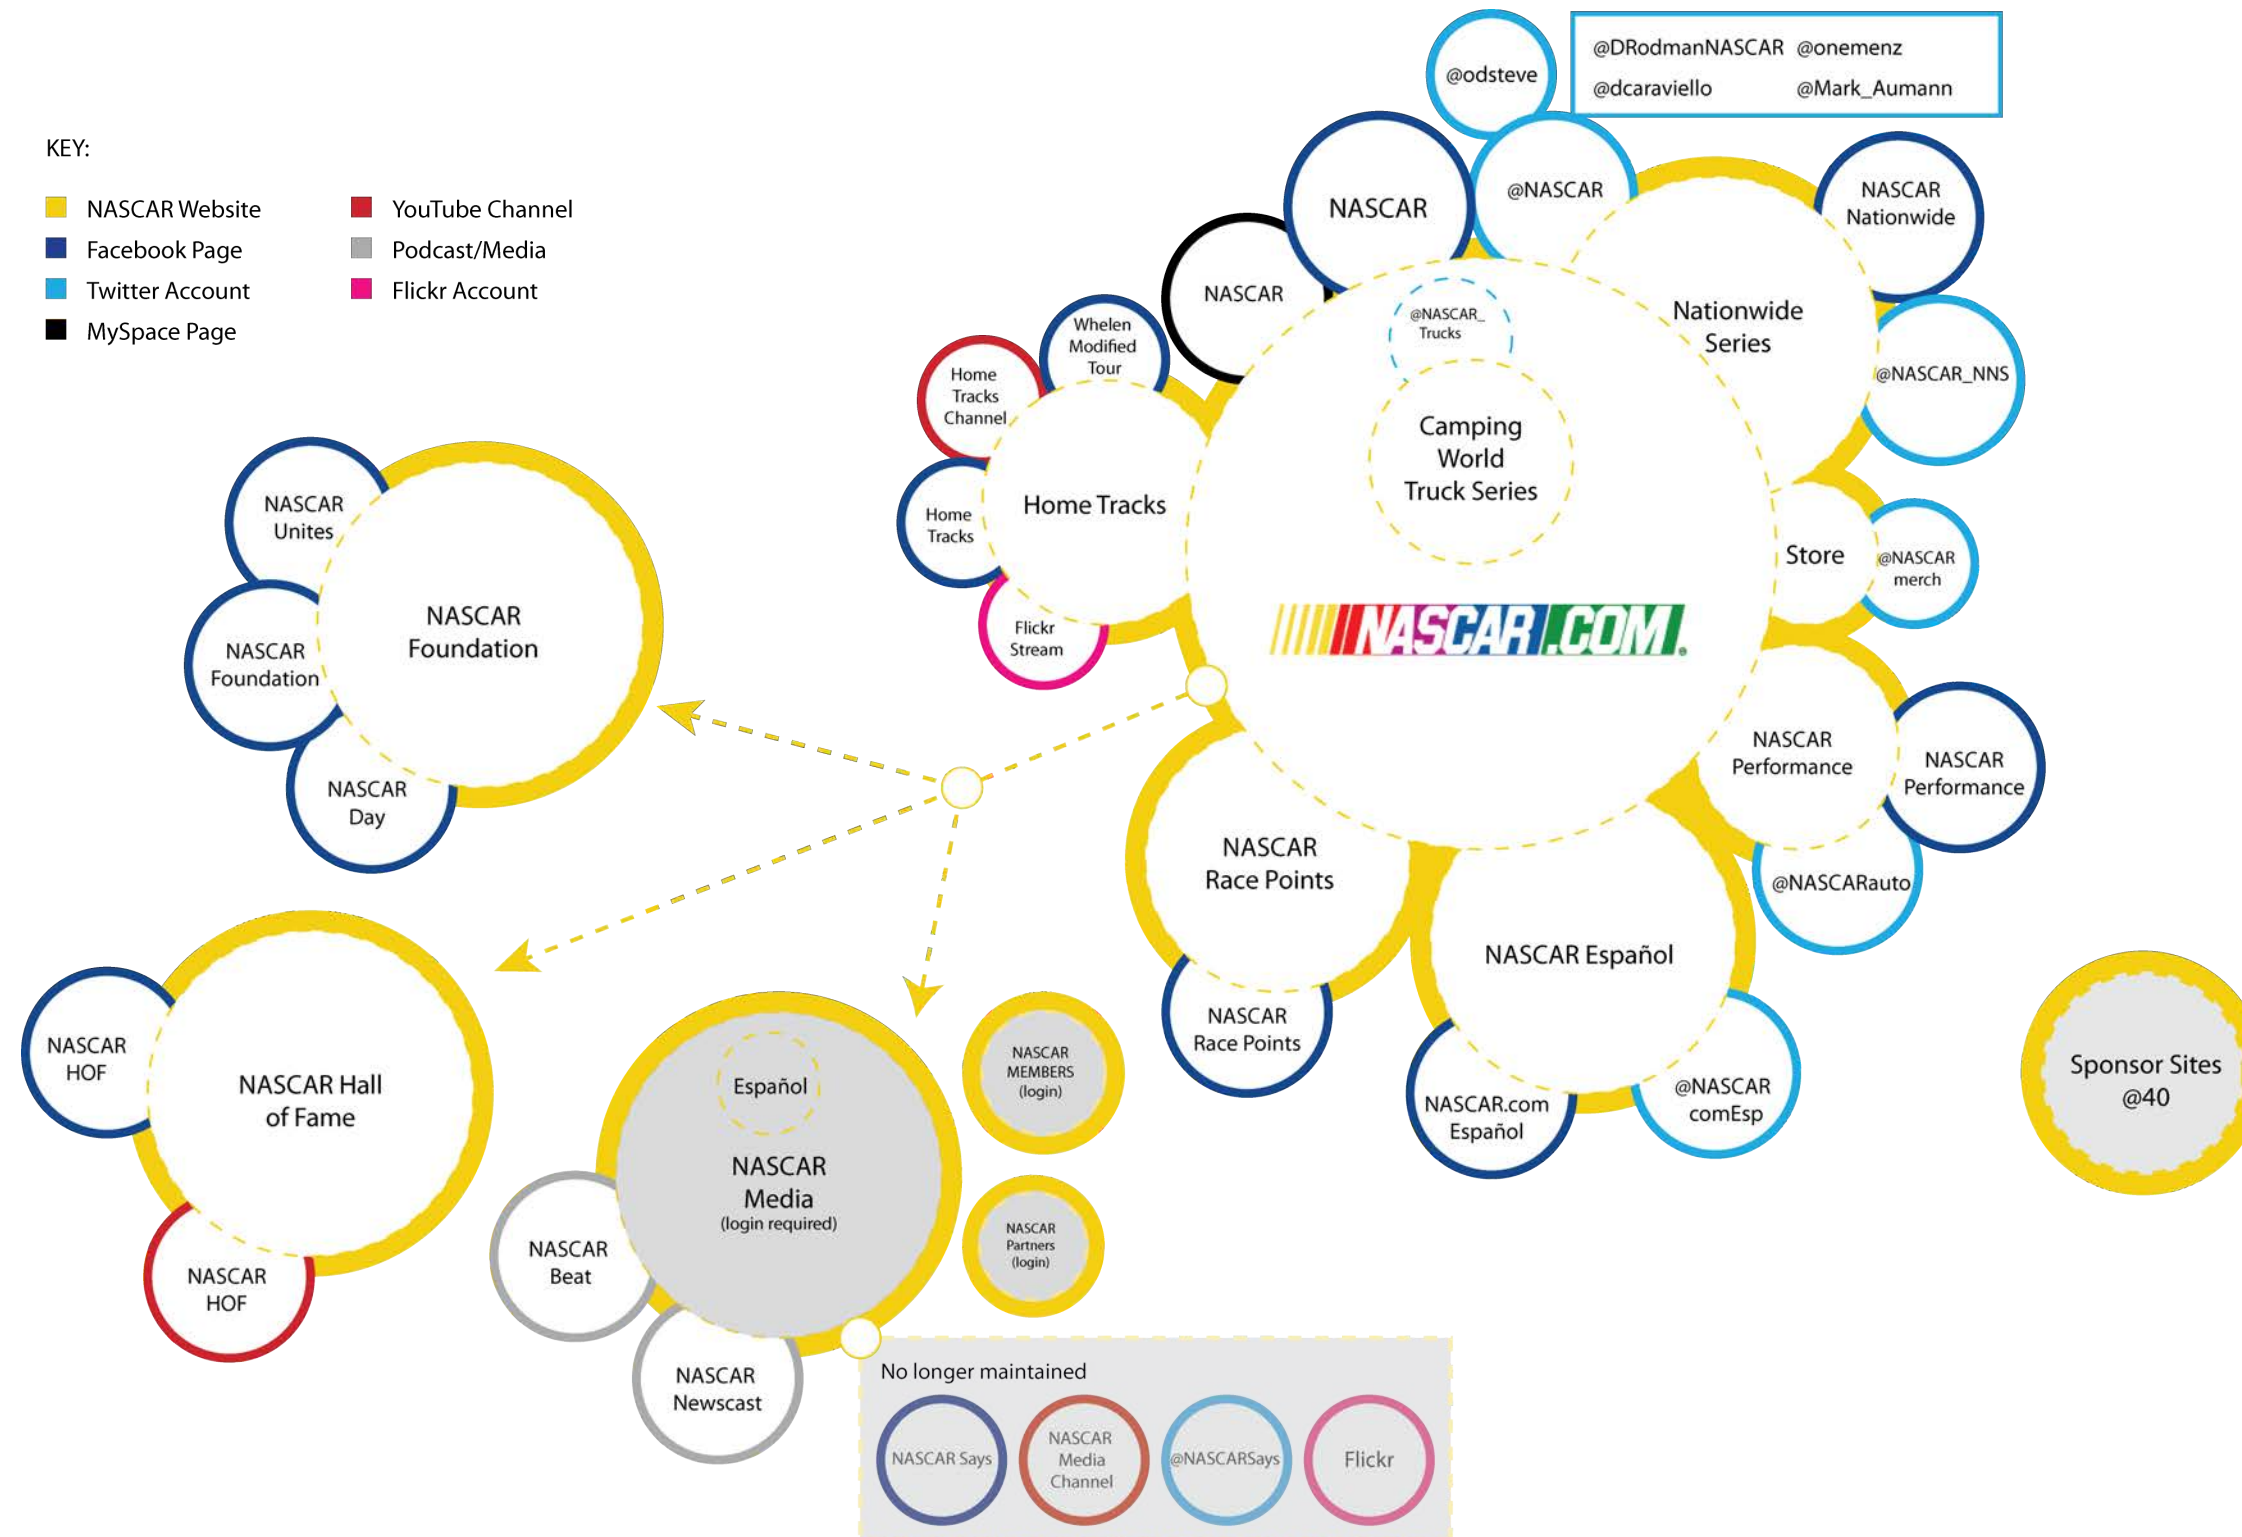 KEY:
NASCAR Website
Facebook Page
Twitter Account
MySpace Page
YouTube Channel
Podcast/Media
Flickr Account
@odsteve
@DRodmanNASCAR @onemenz
@dcaraviello @Mark_Aumann
NASCAR
@NASCAR
NASCAR
Nationwide
NASCAR
@NASCAR_
Trucks
Nationwide
Series
@NASCAR_NNS
Whelen
Modified
Tour
Home
Tracks
Channel
Camping
World
Truck Series
Home Tracks
Home
Tracks
Flickr
Stream
Store
@NASCAR
merch
NASCAR.COM
NASCAR
Unites
NASCAR
Foundation
NASCAR
Foundation
NASCAR
Day
NASCAR
Performance
NASCAR
Performance
@NASCARauto
NASCAR
Race Points
NASCAR
Race Points
NASCAR Español
NASCAR.com
Español
@NASCAR
comEsp
Sponsor Sites
@40
NASCAR
HOF
NASCAR Hall
of Fame
NASCAR
HOF
Español
NASCAR
Media
(login required)
NASCAR
MEMBERS
(login)
NASCAR
Partners
(login)
NASCAR
Beat
NASCAR
Newscast
No longer maintained
NASCAR Says
NASCAR
Media
Channel
@NASCARSays
Flickr